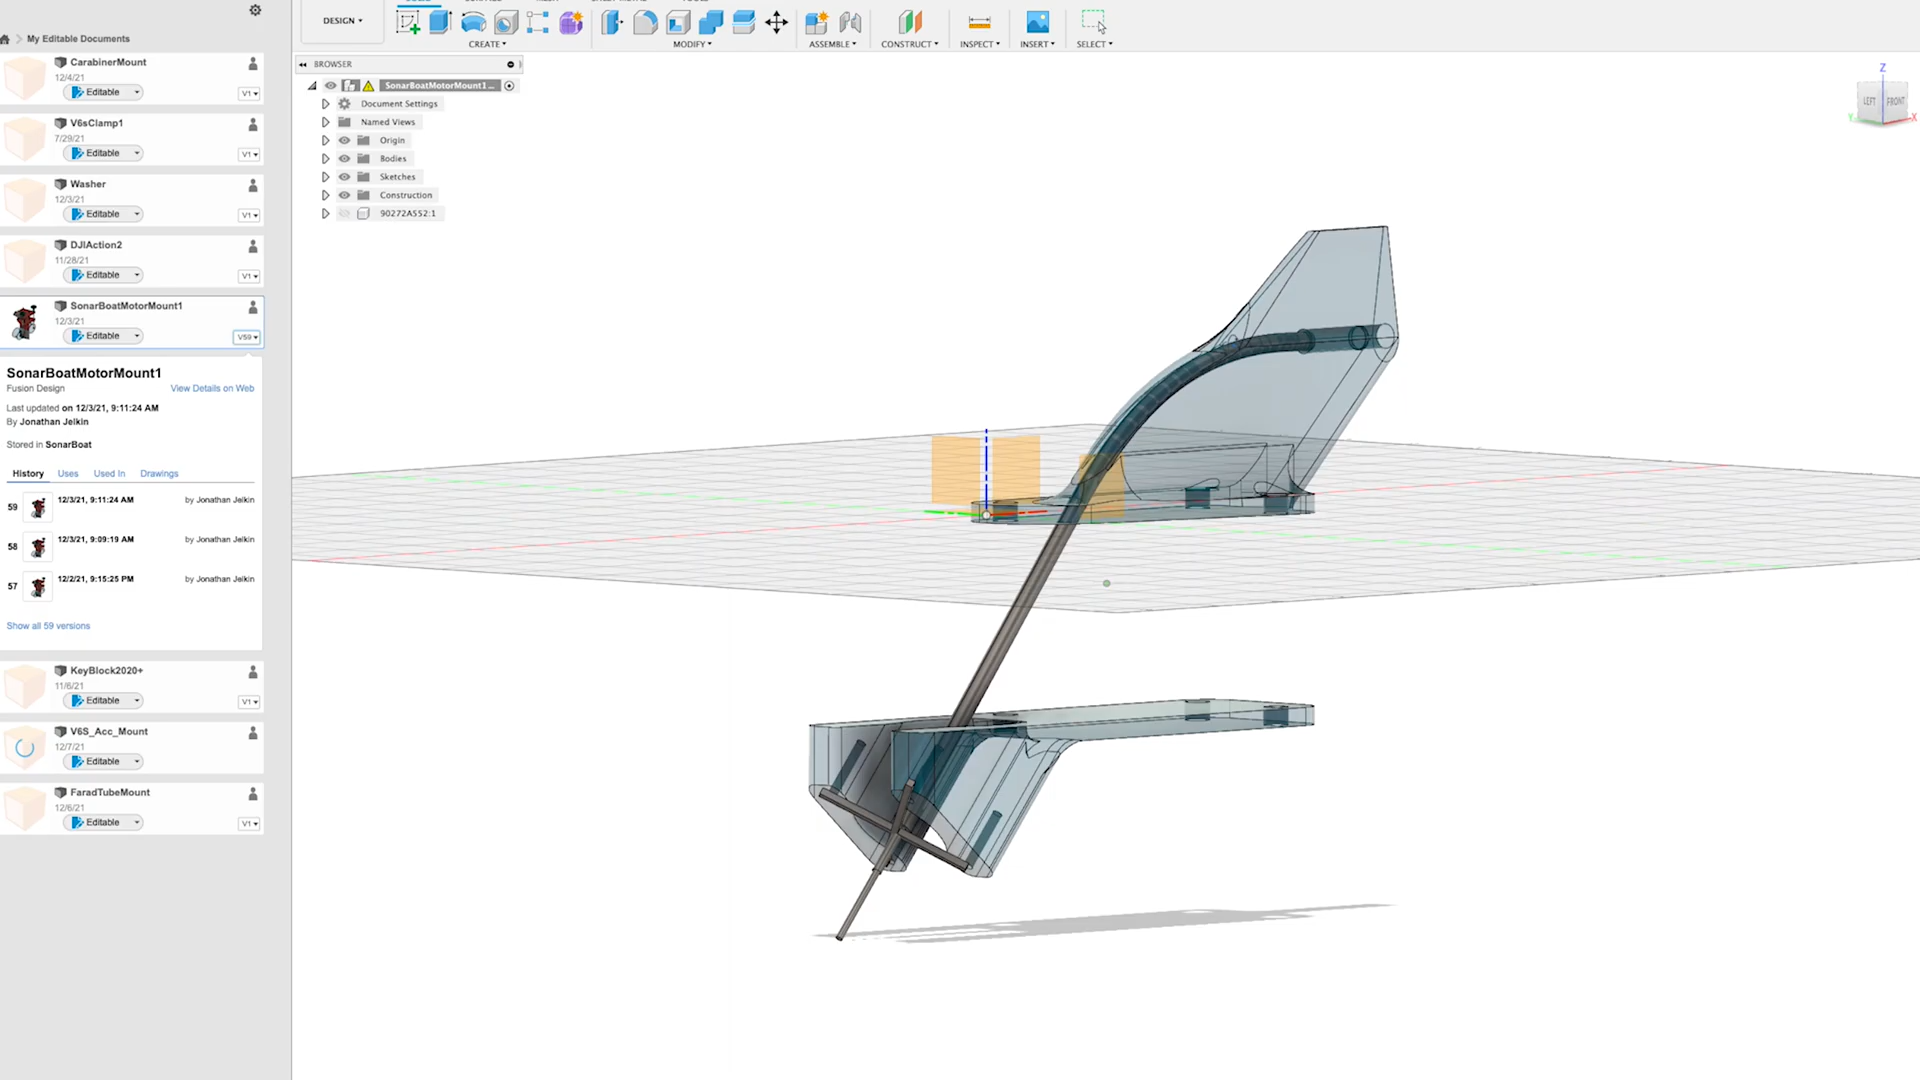 DESIGN
CREATE
MODIFY
ASSEMBLE
CONSTRUCT
INSPECT
INSERT
SELECT
My Editable Documents
CarabinerMount
12/4/21
Editable
V1
V6sClamp1
7/29/21
Editable
V1
Washer
12/3/21
Editable
V1
DJIAction2
11/28/21
Editable
V1
SonarBoatMotorMount1
12/3/21
Editable
V59
SonarBoatMotorMount1
Fusion Design
View Details on Web
Last updated on 12/3/21, 9:11:24 AM
By Jonathan Jelkin
Stored in SonarBoat
History Uses Used In Drawings
59 12/3/21, 9:11:24 AM by Jonathan Jelkin
58 12/3/21, 9:09:19 AM by Jonathan Jelkin
57 12/2/21, 9:15:25 PM by Jonathan Jelkin
Show all 59 versions
KeyBlock2020+
11/6/21
Editable
V1
V6S_Acc_Mount
12/7/21
Editable
V1
FaradTubeMount
12/6/21
Editable
V1
BROWSER
SonarBoatMotorMount1...
Document Settings
Named Views
Origin
Bodies
Sketches
Construction
90272A552:1
Z
LEFT
FRONT
Y
X